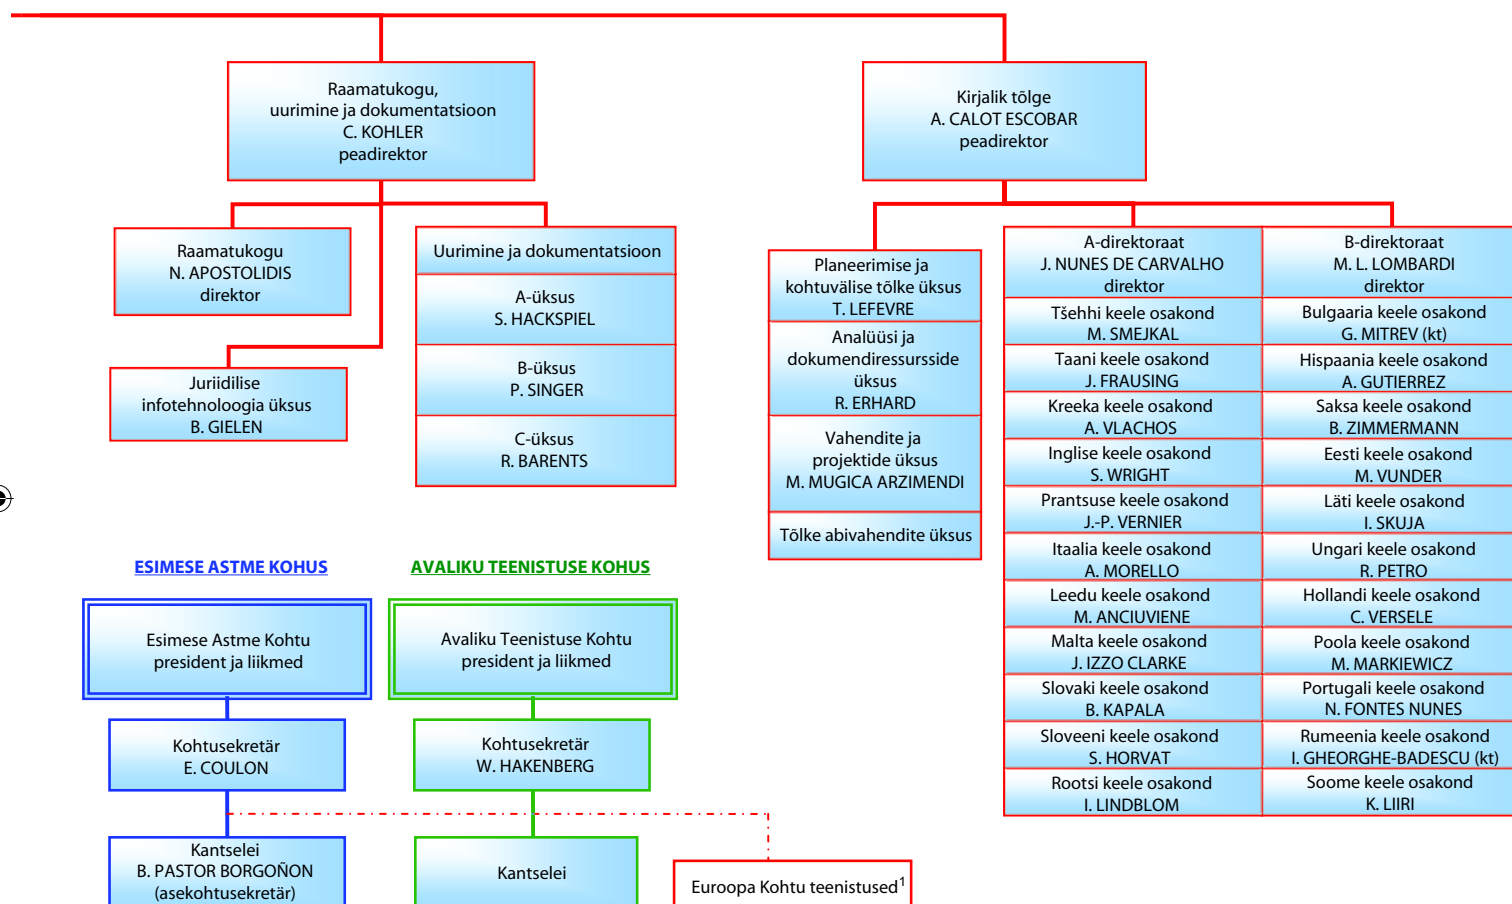 Raamatukogu,
uurimine ja dokumentatsioon
C. KOHLER
peadirektor
Kirjalik tõlge
A. CALOT ESCOBAR
peadirektor
Raamatukogu
N. APOSTOLIDIS
direktor
Juriidilise
infotehnoloogia üksus
B. GIELEN
Uurimine ja dokumentatsioon
A-üksus
S. HACKSPIEL
B-üksus
P. SINGER
C-üksus
R. BARENTS
Planeerimise ja
kohtuvälise tõlke üksus
T. LEFEVRE
Analüüsi ja
dokumendiressursside
üksus
R. ERHARD
Vahendite ja
projektide üksus
M. MUGICA ARZIMENDI
Tõlke abivahendite üksus
A-direktoraat
J. NUNES DE CARVALHO
direktor
Tšehhi keele osakond
M. SMEJKAL
Taani keele osakond
J. FRAUSING
Kreeka keele osakond
A. VLACHOS
Inglise keele osakond
S. WRIGHT
Prantsuse keele osakond
J.-P. VERNIER
Itaalia keele osakond
A. MORELLO
Leedu keele osakond
M. ANCIUVIENE
Malta keele osakond
J. IZZO CLARKE
Slovaki keele osakond
B. KAPALA
Sloveeni keele osakond
S. HORVAT
Rootsi keele osakond
I. LINDBLOM
B-direktoraat
M. L. LOMBARDI
direktor
Bulgaaria keele osakond
G. MITREV (kt)
Hispaania keele osakond
A. GUTIERREZ
Saksa keele osakond
B. ZIMMERMANN
Eesti keele osakond
M. VUNDER
Läti keele osakond
I. SKUJA
Ungari keele osakond
R. PETRO
Hollandi keele osakond
C. VERSELE
Poola keele osakond
M. MARKIEWICZ
Portugali keele osakond
N. FONTES NUNES
Rumeenia keele osakond
I. GHEORGHE-BADESCU (kt)
Soome keele osakond
K. LIIRI
ESIMESE ASTME KOHUS
Esimese Astme Kohtu
president ja liikmed
Kohtusekretär
E. COULON
Kantselei
B. PASTOR BORGOÑON
(asekohtusekretär)
AVALIKU TEENISTUSE KOHUS
Avaliku Teenistuse Kohtu
president ja liikmed
Kohtusekretär
W. HAKENBERG
Kantselei
Euroopa Kohtu teenistused¹